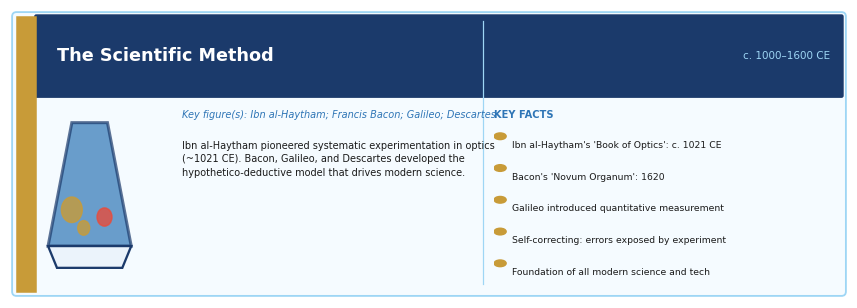 The Scientific Method
c. 1000–1600 CE
Key figure(s): Ibn al-Haytham; Francis Bacon; Galileo; Descartes
Ibn al-Haytham pioneered systematic experimentation in optics
(~1021 CE). Bacon, Galileo, and Descartes developed the
hypothetico-deductive model that drives modern science.
KEY FACTS
Ibn al-Haytham's 'Book of Optics': c. 1021 CE
Bacon's 'Novum Organum': 1620
Galileo introduced quantitative measurement
Self-correcting: errors exposed by experiment
Foundation of all modern science and tech